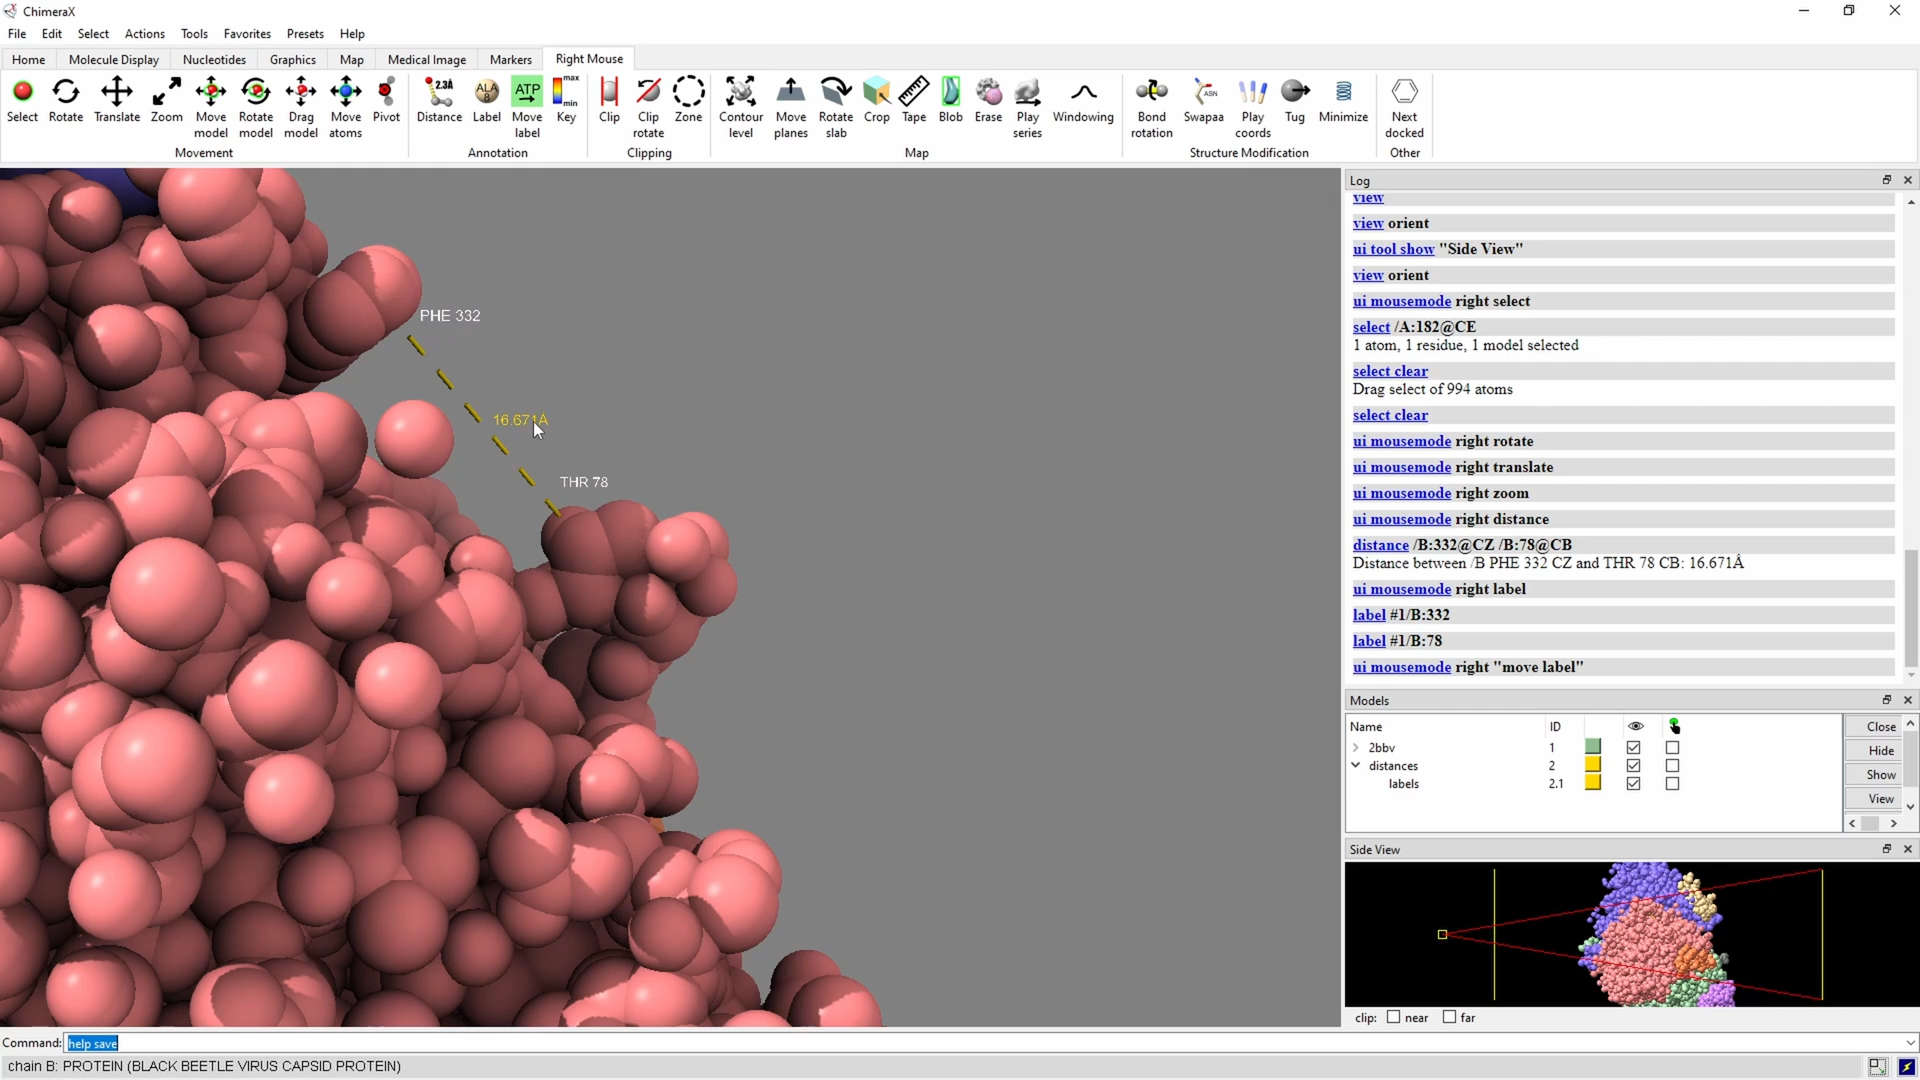 ChimeraX
File Edit Select Actions Tools Favorites Presets Help
Home Molecule Display Nucleotides Graphics Map Medical Image Markers Right Mouse
Select Rotate Translate Zoom Move model Rotate model Drag model Move atoms Pivot
Movement
2.3Å Distance ALA 8 Label ATP Move label max min Key
Annotation
Clip Clip rotate Zone
Clipping
Contour level Move planes Rotate slab Crop Tape Blob Erase Play series Windowing
Map
Bond rotation ASN Swapaa Play coords Tug Minimize
Structure Modification
Next docked
Other
PHE 332
16.671Å
THR 78
Log
view
view orient
ui tool show "Side View"
view orient
ui mousemode right select
select /A:182@CE
1 atom, 1 residue, 1 model selected
select clear
Drag select of 994 atoms
select clear
ui mousemode right rotate
ui mousemode right translate
ui mousemode right zoom
ui mousemode right distance
distance /B:332@CZ /B:78@CB
Distance between /B PHE 332 CZ and THR 78 CB: 16.671Å
ui mousemode right label
label #1/B:332
label #1/B:78
ui mousemode right "move label"
Models
Name ID
2bbv 1
distances 2
labels 2.1
Close
Hide
Show
View
Side View
clip: near far
Command: help save
chain B: PROTEIN (BLACK BEETLE VIRUS CAPSID PROTEIN)